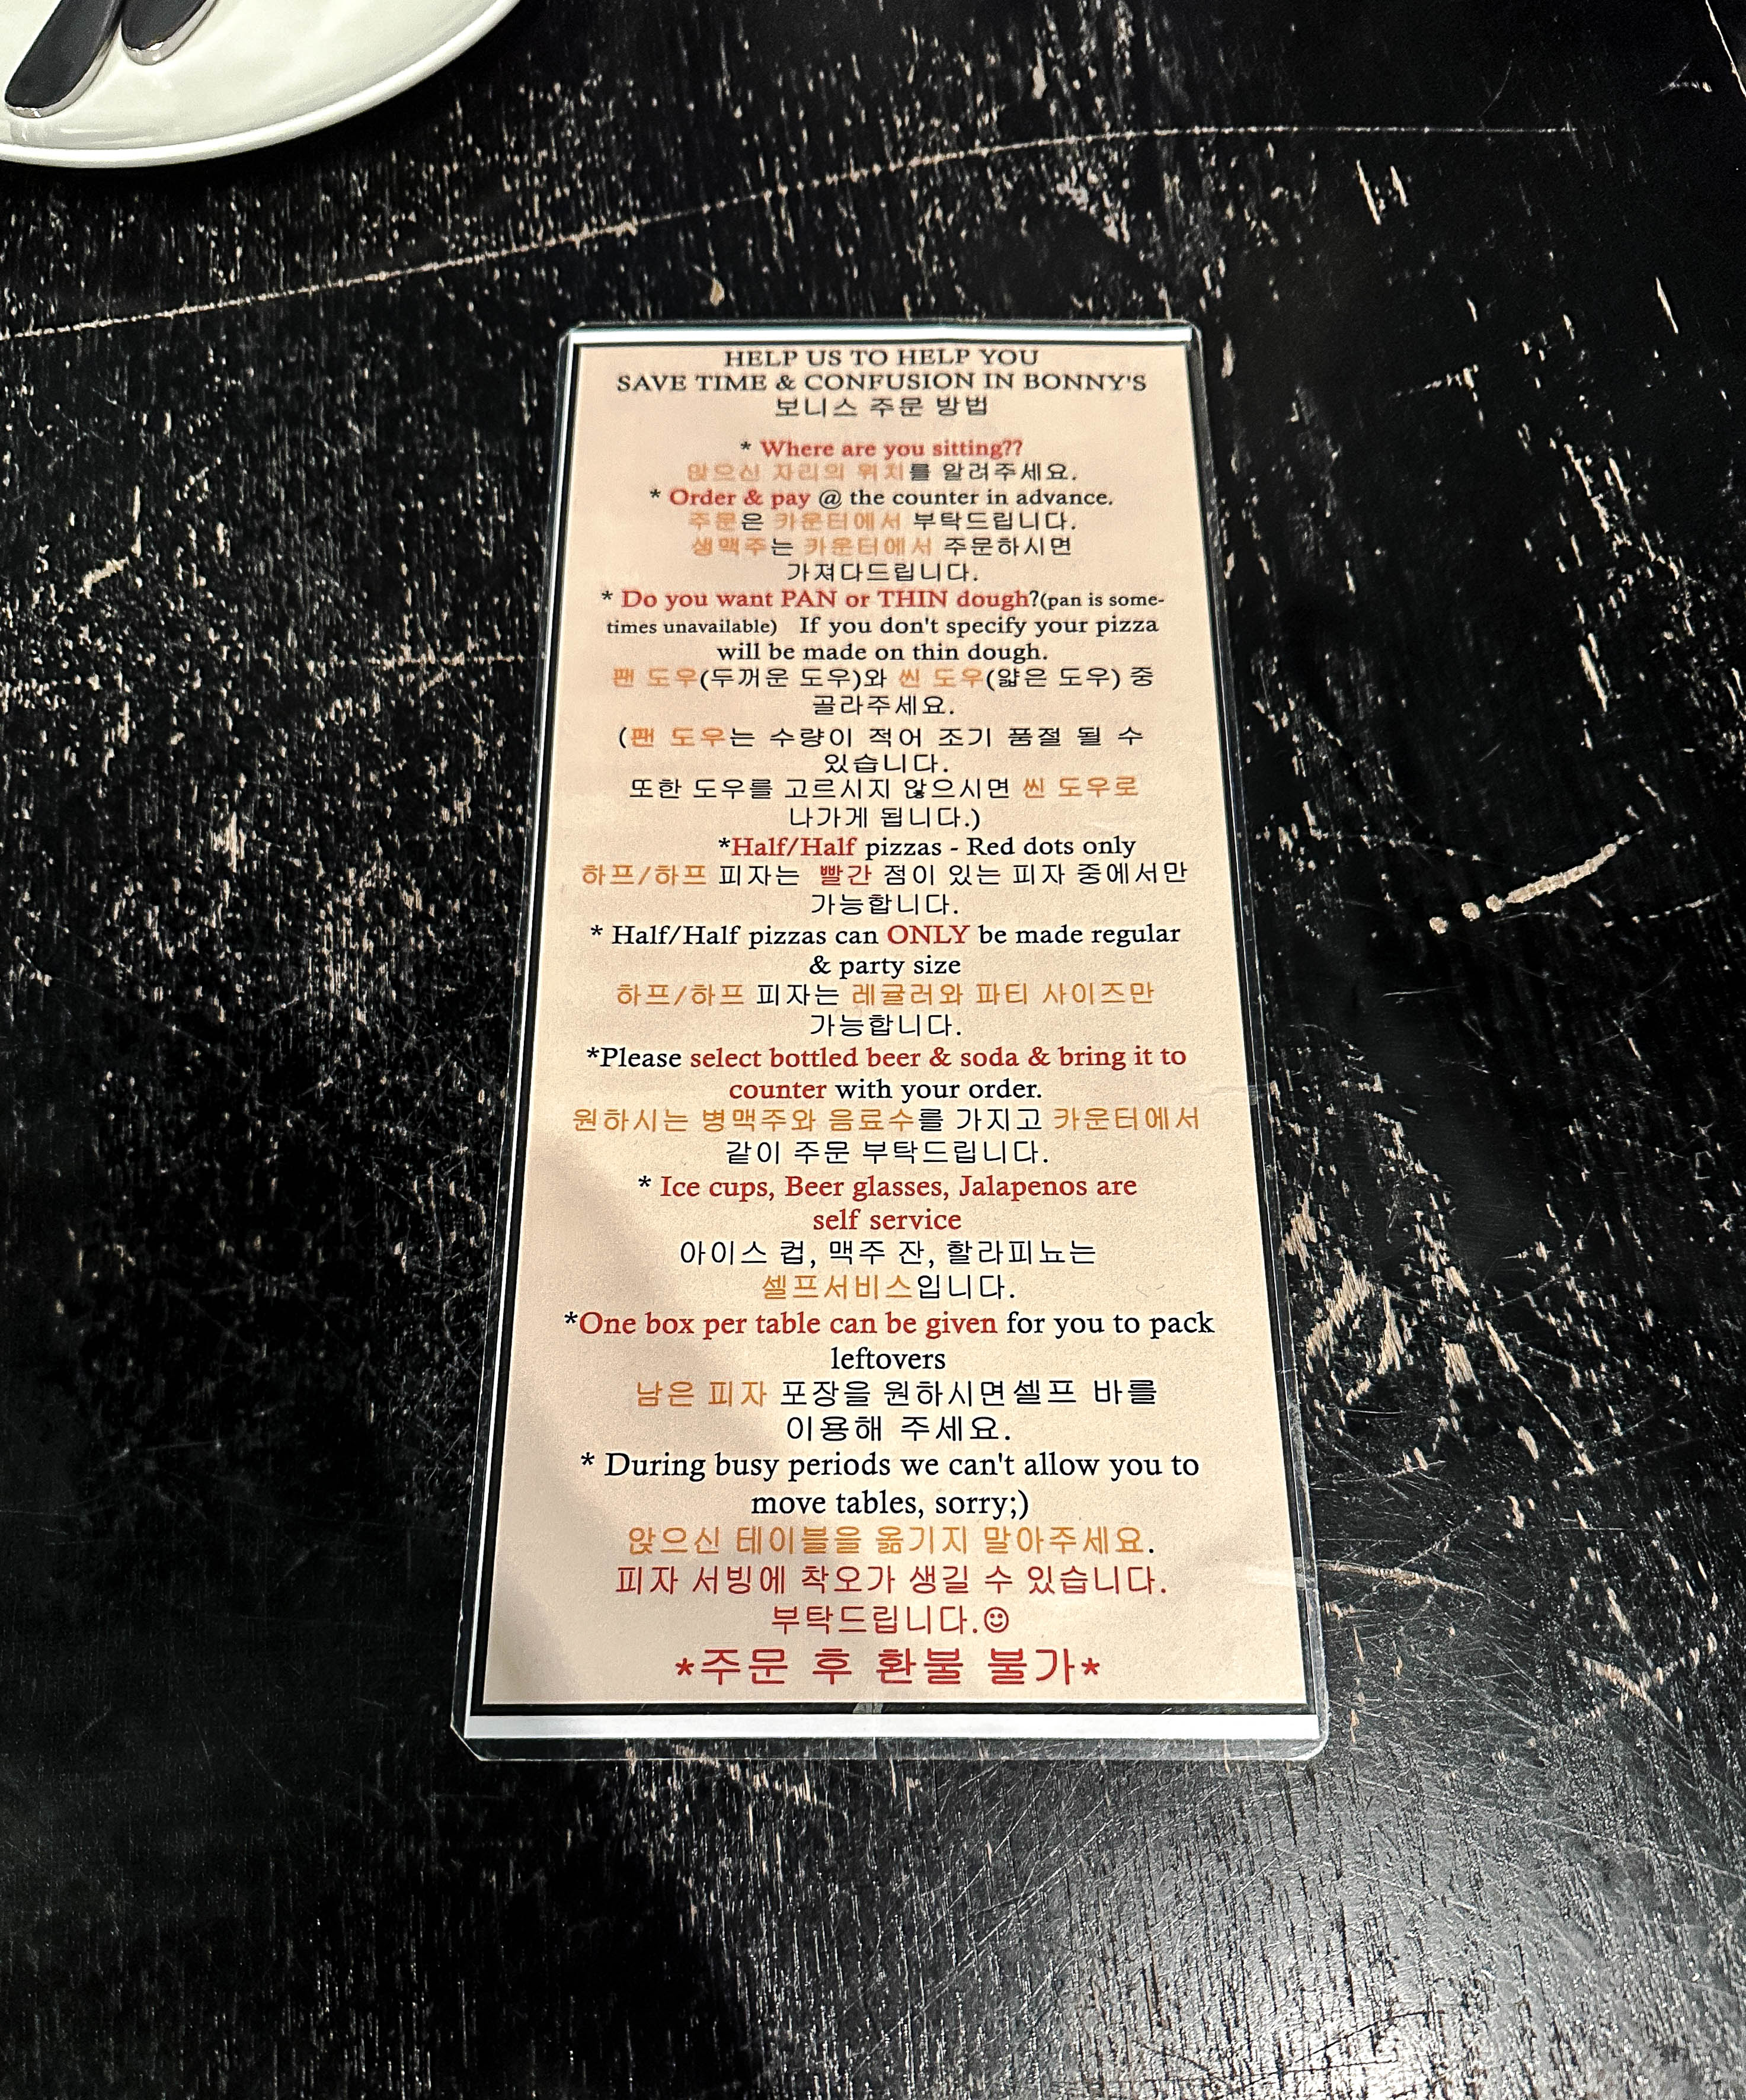 HELP US TO HELP YOU
SAVE TIME & CONFUSION IN BONNY'S
보니스 주문 방법
* Where are you sitting??
앉으신 자리의 위치를 알려주세요.
* Order & pay @ the counter in advance.
주문은 카운터에서 부탁드립니다.
생맥주는 카운터에서 주문하시면
가져다드립니다.
* Do you want PAN or THIN dough?(pan is some-
times unavailable) If you don't specify your pizza
will be made on thin dough.
팬 도우(두꺼운 도우)와 씬 도우(얇은 도우) 중
골라주세요.
(팬 도우는 수량이 적어 조기 품절 될 수
있습니다.
또한 도우를 고르시지 않으시면 씬 도우로
나가게 됩니다.)
*Half/Half pizzas - Red dots only
하프/하프 피자는 빨간 점이 있는 피자 중에서만
가능합니다.
* Half/Half pizzas can ONLY be made regular
& party size
하프/하프 피자는 레귤러와 파티 사이즈만
가능합니다.
*Please select bottled beer & soda & bring it to
counter with your order.
원하시는 병맥주와 음료수를 가지고 카운터에서
같이 주문 부탁드립니다.
* Ice cups, Beer glasses, Jalapenos are
self service
아이스 컵, 맥주 잔, 할라피뇨는
셀프서비스입니다.
*One box per table can be given for you to pack
leftovers
남은 피자 포장을 원하시면셀프 바를
이용해 주세요.
* During busy periods we can't allow you to
move tables, sorry;)
앉으신 테이블을 옮기지 말아주세요.
피자 서빙에 착오가 생길 수 있습니다.
부탁드립니다.☺
*주문 후 환불 불가*